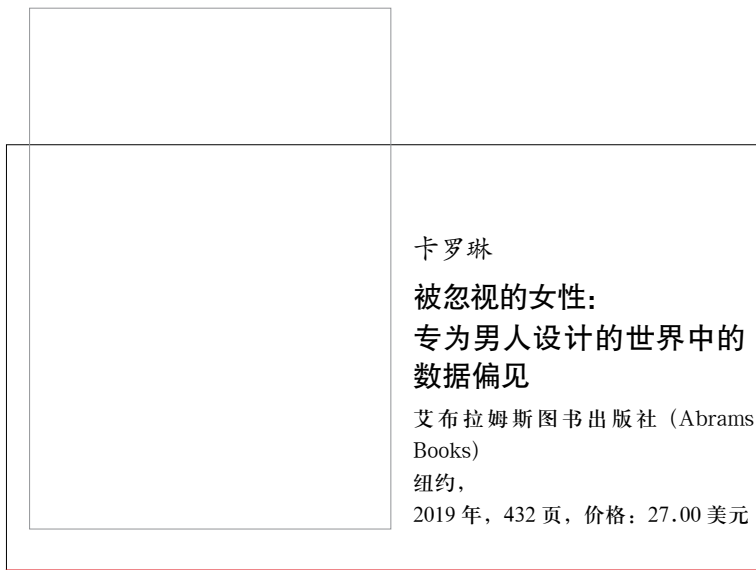 卡罗琳
被忽视的女性：
专为男人设计的世界中的
数据偏见
艾布拉姆斯图书出版社（Abrams
Books）
纽约，
2019 年，432 页，价格：27.00 美元